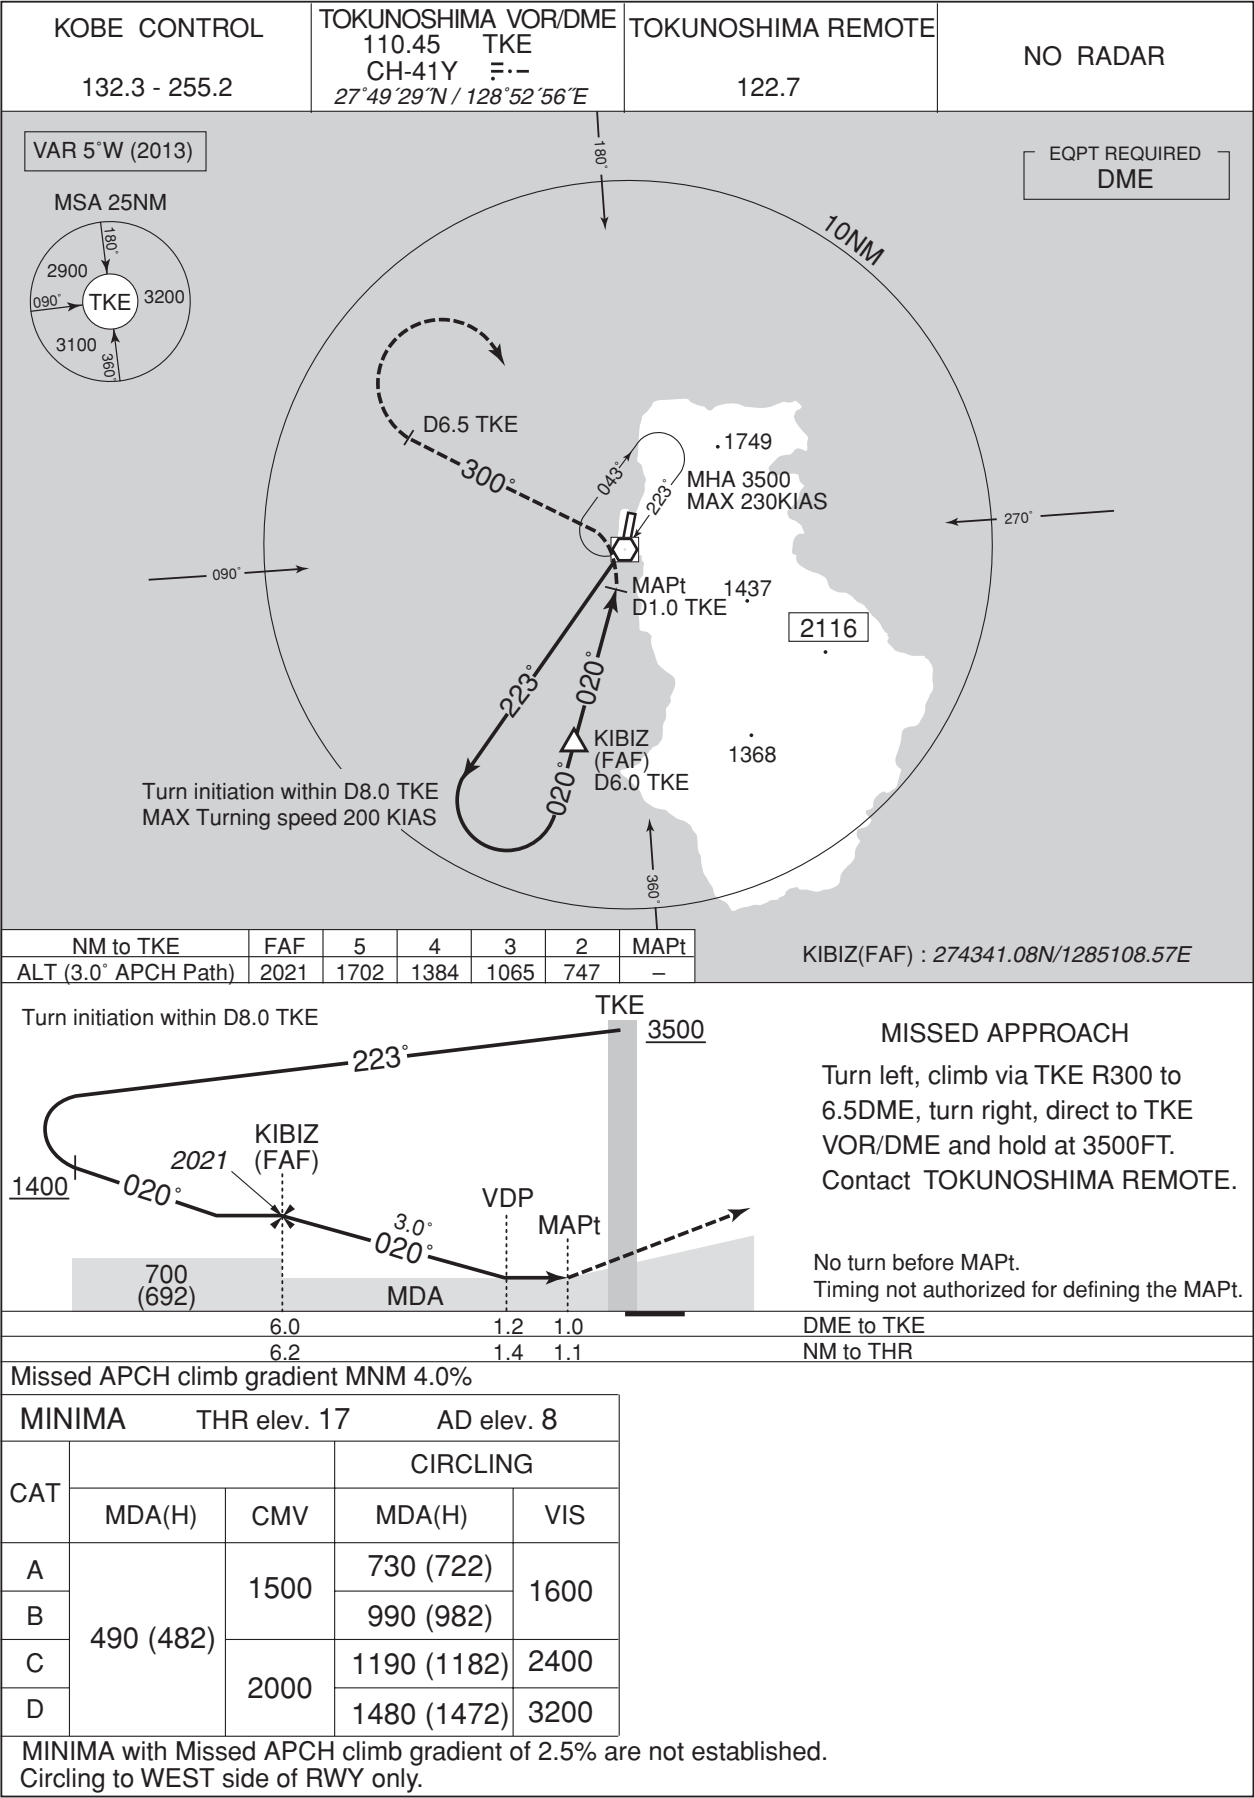 KOBE CONTROL
132.3 - 255.2
TOKUNOSHIMA VOR/DME
110.45 TKE
CH-41Y
27°49´29˝N / 128°52´56˝E
TOKUNOSHIMA REMOTE
122.7
NO RADAR
VAR 5°W (2013)
EQPT REQUIRED
DME
MSA 25NM
180°
2900
090°
TKE
3200
3100
360°
180°
10NM
D6.5 TKE
300°
043°
223°
1749
MHA 3500
MAX 230KIAS
270°
090°
MAPt
D1.0 TKE
1437
2116
223°
020°
KIBIZ
(FAF)
D6.0 TKE
1368
020°
Turn initiation within D8.0 TKE
MAX Turning speed 200 KIAS
360°
NM to TKE FAF 5 4 3 2 MAPt
ALT (3.0° APCH Path) 2021 1702 1384 1065 747 –
KIBIZ(FAF) : 274341.08N/1285108.57E
Turn initiation within D8.0 TKE
TKE
3500
223°
KIBIZ
(FAF)
2021
1400
020°
3.0°
020°
VDP
MAPt
700
(692)
MDA
MISSED APPROACH
Turn left, climb via TKE R300 to
6.5DME, turn right, direct to TKE
VOR/DME and hold at 3500FT.
Contact TOKUNOSHIMA REMOTE.
No turn before MAPt.
Timing not authorized for defining the MAPt.
6.0 1.2 1.0 DME to TKE
6.2 1.4 1.1 NM to THR
Missed APCH climb gradient MNM 4.0%
MINIMA THR elev. 17 AD elev. 8
CAT
CIRCLING
MDA(H) CMV MDA(H) VIS
A 490 (482) 1500 730 (722) 1600
B 990 (982)
C 2000 1190 (1182) 2400
D 1480 (1472) 3200
MINIMA with Missed APCH climb gradient of 2.5% are not established.
Circling to WEST side of RWY only.